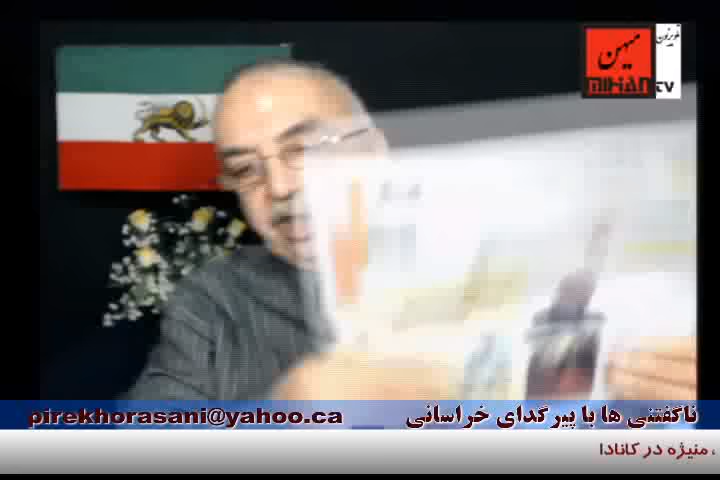 تلویزیون
میهن
MIHAN TV
pirekhorasani@yahoo.ca ناگفتنی ها با پیرگدای خراسانی
، منیژه در کانادا